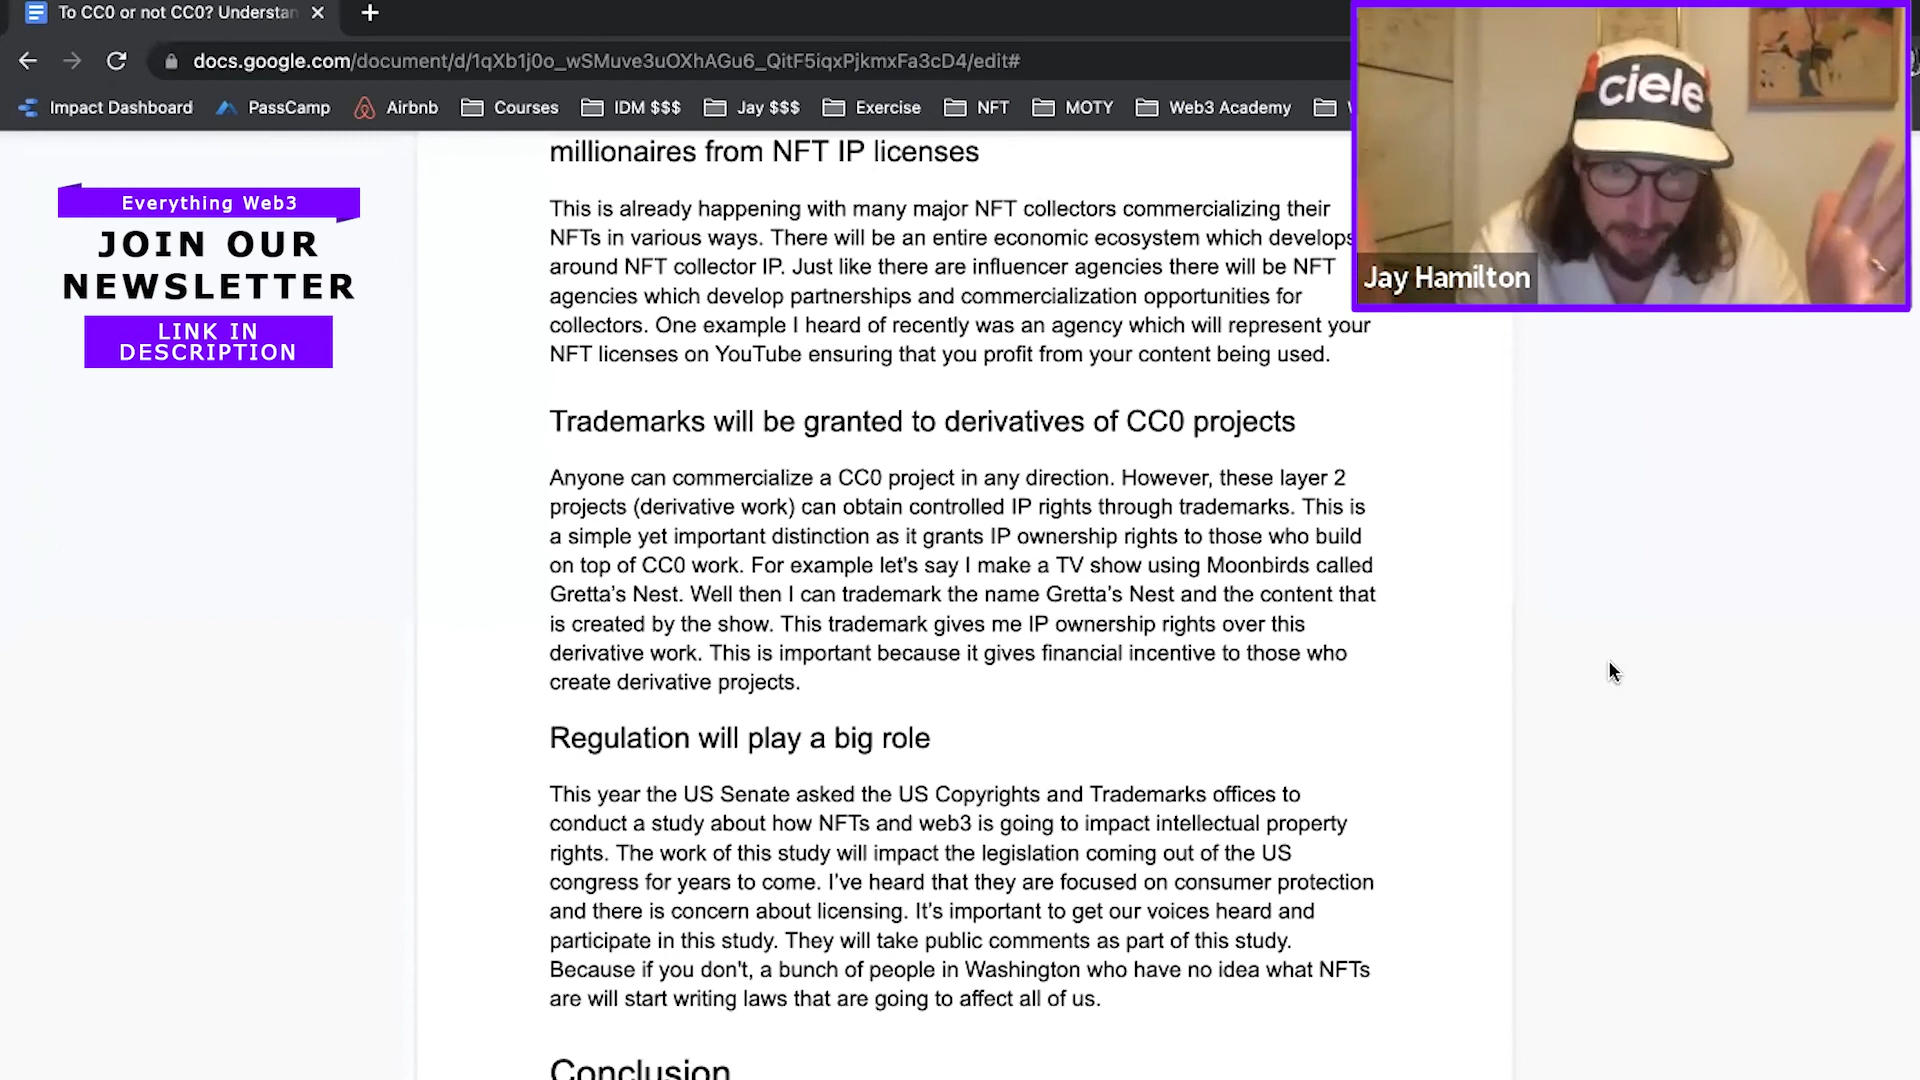 To CC0 or not CC0? Understan
docs.google.com/document/d/1qXb1j0o_wSMuve3uOXhAGu6_QitF5iqxPjkmxFa3cD4/edit#
Impact Dashboard PassCamp Airbnb Courses IDM $$$ Jay $$$ Exercise NFT MOTY Web3 Academy
ciele
Jay Hamilton
Everything Web3
JOIN OUR
NEWSLETTER
LINK IN
DESCRIPTION
millionaires from NFT IP licenses
This is already happening with many major NFT collectors commercializing their
NFTs in various ways. There will be an entire economic ecosystem which develops
around NFT collector IP. Just like there are influencer agencies there will be NFT
agencies which develop partnerships and commercialization opportunities for
collectors. One example I heard of recently was an agency which will represent your
NFT licenses on YouTube ensuring that you profit from your content being used.
Trademarks will be granted to derivatives of CC0 projects
Anyone can commercialize a CC0 project in any direction. However, these layer 2
projects (derivative work) can obtain controlled IP rights through trademarks. This is
a simple yet important distinction as it grants IP ownership rights to those who build
on top of CC0 work. For example let's say I make a TV show using Moonbirds called
Gretta’s Nest. Well then I can trademark the name Gretta’s Nest and the content that
is created by the show. This trademark gives me IP ownership rights over this
derivative work. This is important because it gives financial incentive to those who
create derivative projects.
Regulation will play a big role
This year the US Senate asked the US Copyrights and Trademarks offices to
conduct a study about how NFTs and web3 is going to impact intellectual property
rights. The work of this study will impact the legislation coming out of the US
congress for years to come. I’ve heard that they are focused on consumer protection
and there is concern about licensing. It’s important to get our voices heard and
participate in this study. They will take public comments as part of this study.
Because if you don't, a bunch of people in Washington who have no idea what NFTs
are will start writing laws that are going to affect all of us.
Conclusion